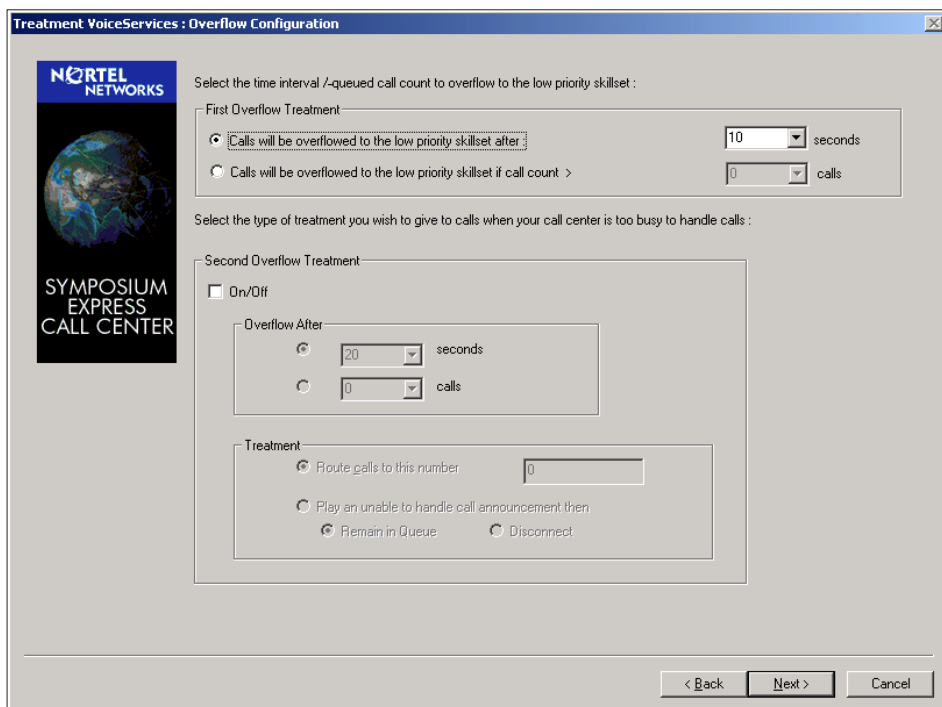 Treatment VoiceServices : Overflow Configuration
NORTEL
NETWORKS
SYMPOSIUM
EXPRESS
CALL CENTER
Select the time interval /-queued call count to overflow to the low priority skillset :
First Overflow Treatment
Calls will be overflowed to the low priority skillset after : 10 seconds
Calls will be overflowed to the low priority skillset if call count > 0 calls
Select the type of treatment you wish to give to calls when your call center is too busy to handle calls :
Second Overflow Treatment
On/Off
Overflow After
20 seconds
0 calls
Treatment
Route calls to this number 0
Play an unable to handle call announcement then
Remain in Queue Disconnect
< Back Next > Cancel